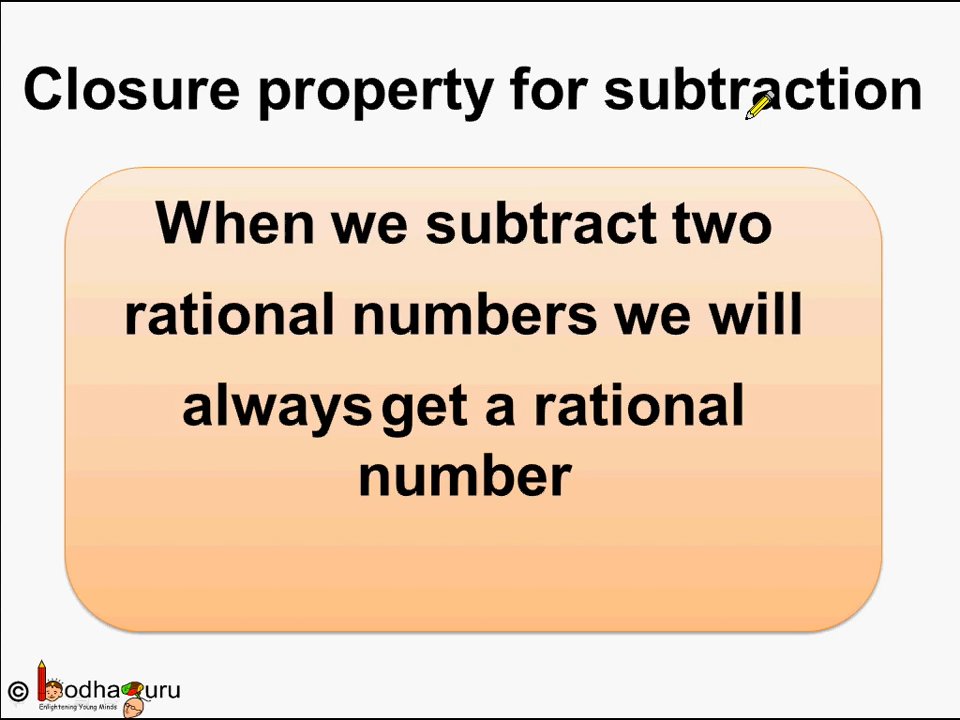 Closure property for subtraction
When we subtract two
rational numbers we will
always get a rational
number
© BodhaGuru
Enlightening Young Minds